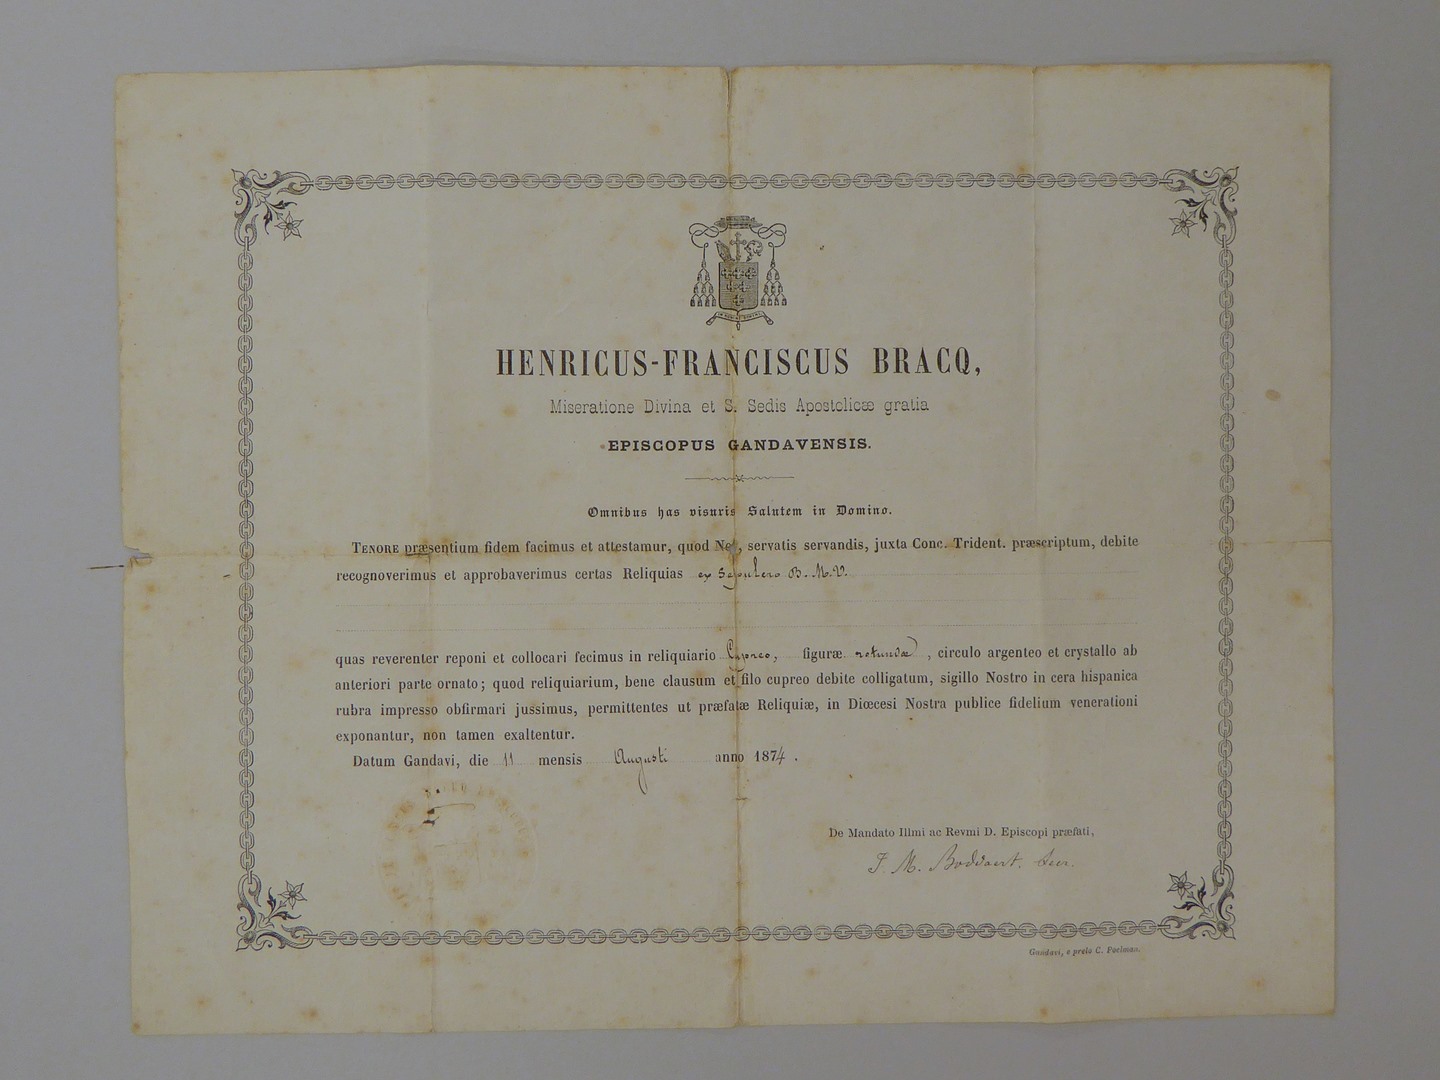 HENRICUS-FRANCISCUS BRACQ,
Miseratione Divina et S. Sedis Apostolicæ gratia
EPISCOPUS GANDAVENSIS.
Omnibus has visuris Salutem in Domino.
TENORE præsentium fidem facimus et attestamur, quod Nos, servatis servandis, juxta Conc. Trident. præscriptum, debite
recognoverimus et approbaverimus certas Reliquias ex Sepulcro B. M. V.
quas reverenter reponi et collocari fecimus in reliquiario Cupreo, figuræ rotundæ, circulo argenteo et crystallo ab
anteriori parte ornato; quod reliquiarium, bene clausum et filo cupreo debite colligatum, sigillo Nostro in cera hispanica
rubra impresso obfirmari jussimus, permittentes ut præfatæ Reliquiæ, in Diœcesi Nostra publice fidelium venerationi
exponantur, non tamen exaltentur.
Datum Gandavi, die 11 mensis Augusti anno 1874.
De Mandato Illmi ac Revmi D. Episcopi præfati,
J. M. Boddaert. Secr.
Gandavi, e prelo C. Poelman.